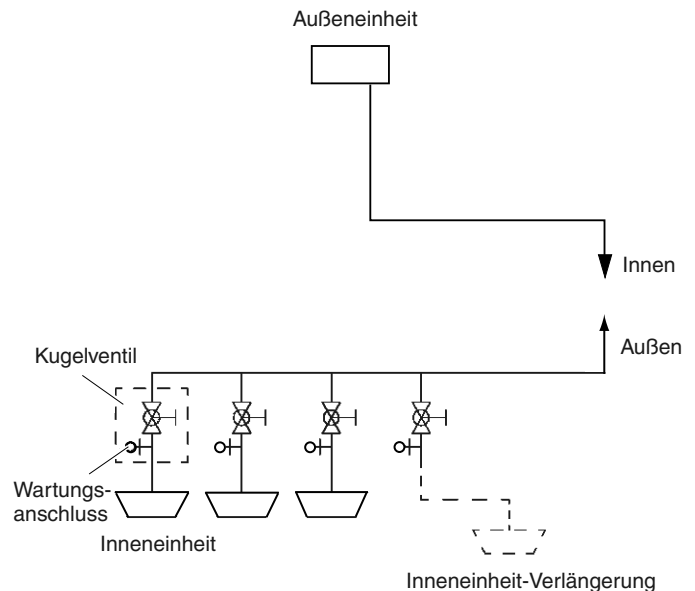 Außeneinheit
Innen
Außen
Kugelventil
Wartungs-
anschluss
Inneneinheit
Inneneinheit-Verlängerung